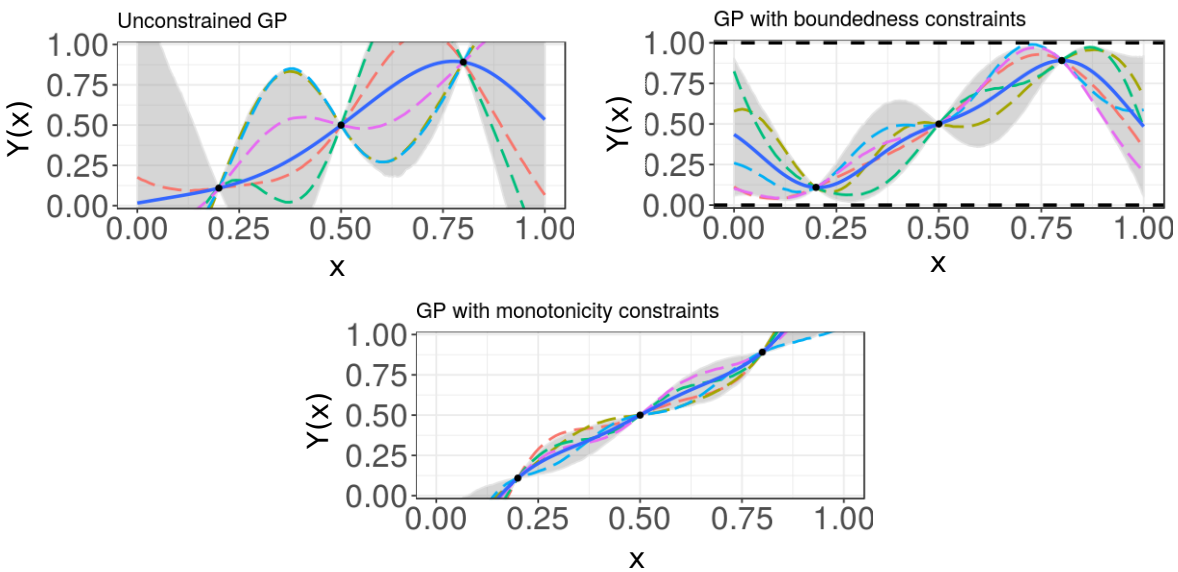 Unconstrained GP
1.00
0.75
0.50
0.25
0.00
Y(x)
0.00 0.25 0.50 0.75 1.00
x
GP with boundedness constraints
1.00
0.75
0.50
0.25
0.00
Y(x)
0.00 0.25 0.50 0.75 1.00
x
GP with monotonicity constraints
1.00
0.75
0.50
0.25
0.00
Y(x)
0.00 0.25 0.50 0.75 1.00
x